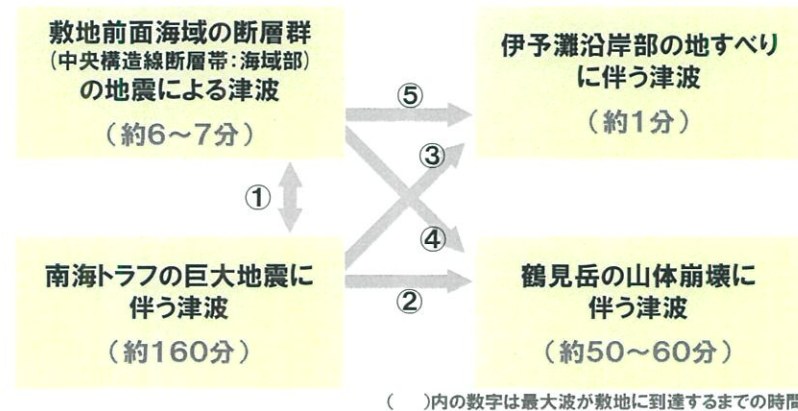 敷地前面海域の断層群
(中央構造線断層帯:海域部)
の地震による津波
(約6~7分)
伊予灘沿岸部の地すべり
に伴う津波
(約1分)
⑤
③
①
④
②
南海トラフの巨大地震に
伴う津波
(約160分)
鶴見岳の山体崩壊に
伴う津波
(約50~60分)
( )内の数字は最大波が敷地に到達するまでの時間